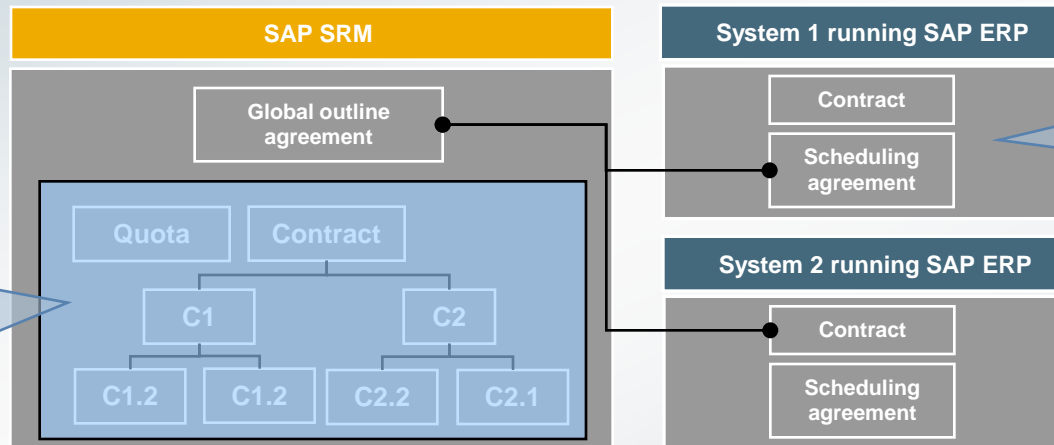 SAP SRM
Global outline
agreement
Quota
Contract
C1
C2
C1.2
C1.2
C2.2
C2.1
System 1 running SAP ERP
Contract
Scheduling
agreement
System 2 running SAP ERP
Contract
Scheduling
agreement